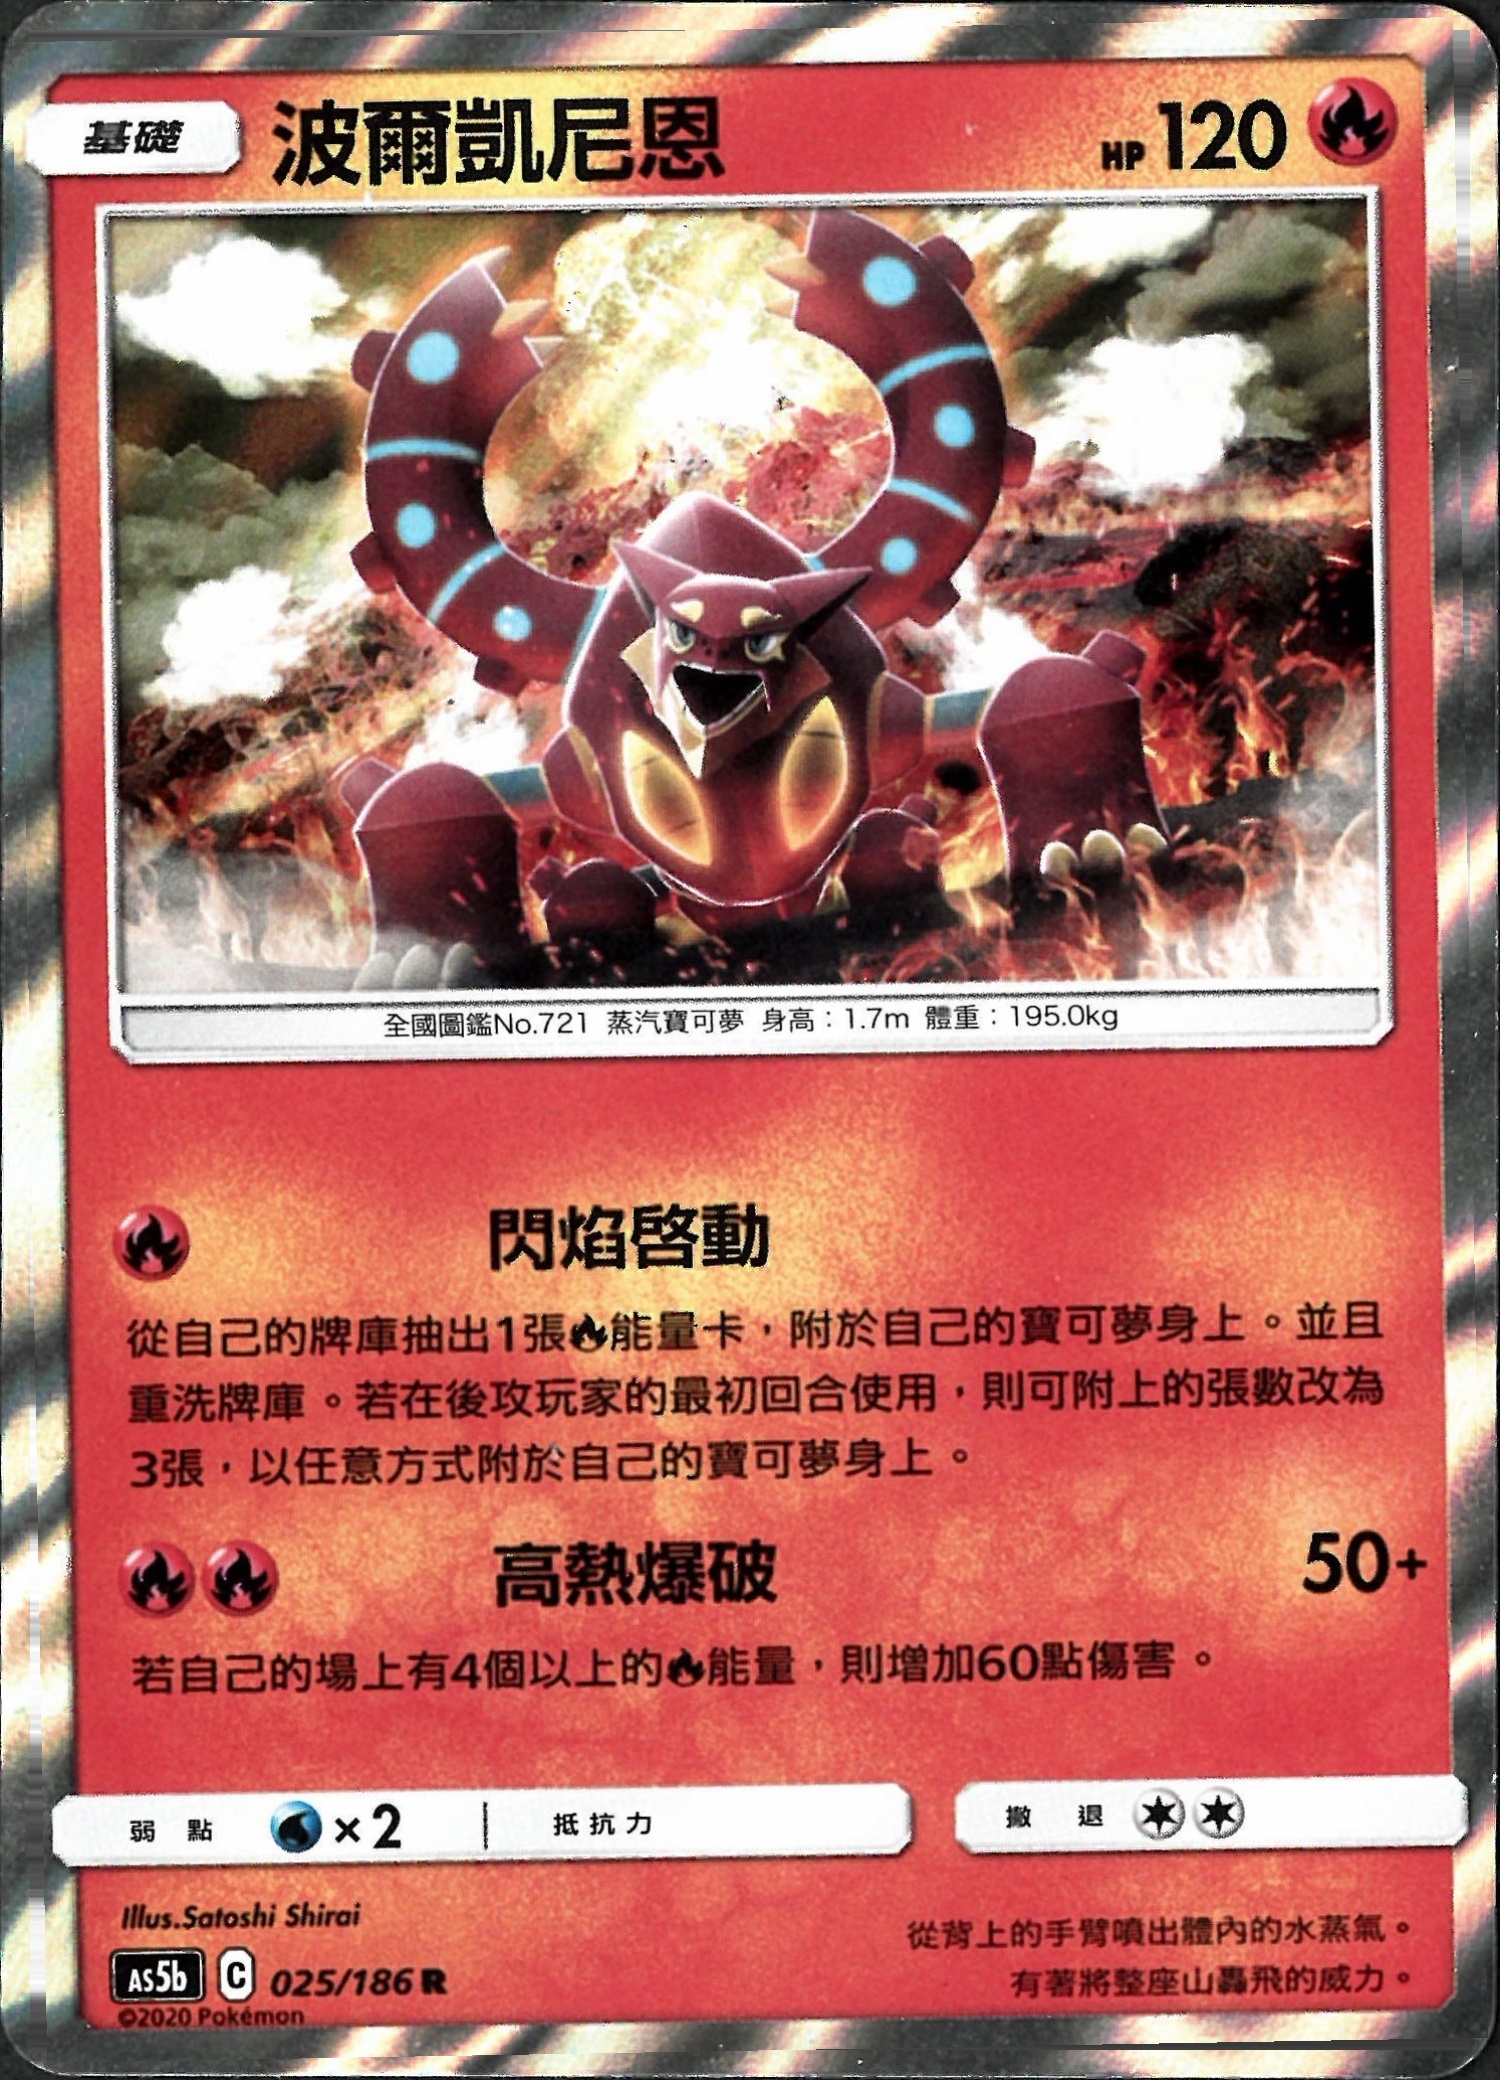 基礎
波爾凱尼恩
HP 120
全國圖鑑No.721 蒸汽寶可夢 身高：1.7m 體重：195.0kg
閃焰啓動
從自己的牌庫抽出1張能量卡，附於自己的寶可夢身上。並且
重洗牌庫。若在後攻玩家的最初回合使用，則可附上的張數改為
3張，以任意方式附於自己的寶可夢身上。
高熱爆破 50+
若自己的場上有4個以上的能量，則增加60點傷害。
弱點 ×2 抵抗力 撤退
Illus.Satoshi Shirai
從背上的手臂噴出體內的水蒸氣。
有著將整座山轟飛的威力。
AS5b C 025/186 R
©2020 Pokémon